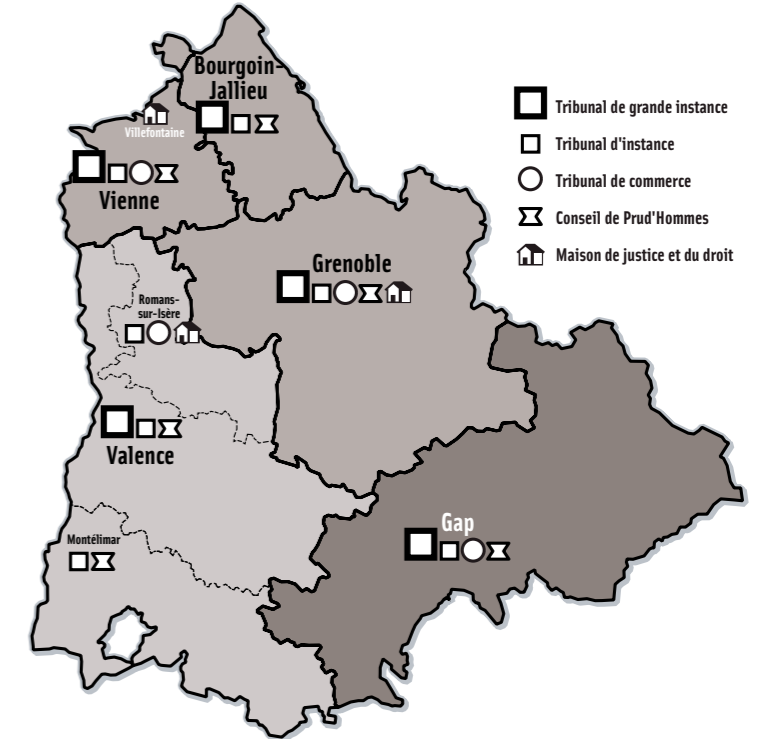 Bourgoin-
Jallieu
Villefontaine
Vienne
Grenoble
Romans-
sur-Isère
Valence
Montélimar
Gap
Tribunal de grande instance
Tribunal d'instance
Tribunal de commerce
Conseil de Prud'Hommes
Maison de justice et du droit